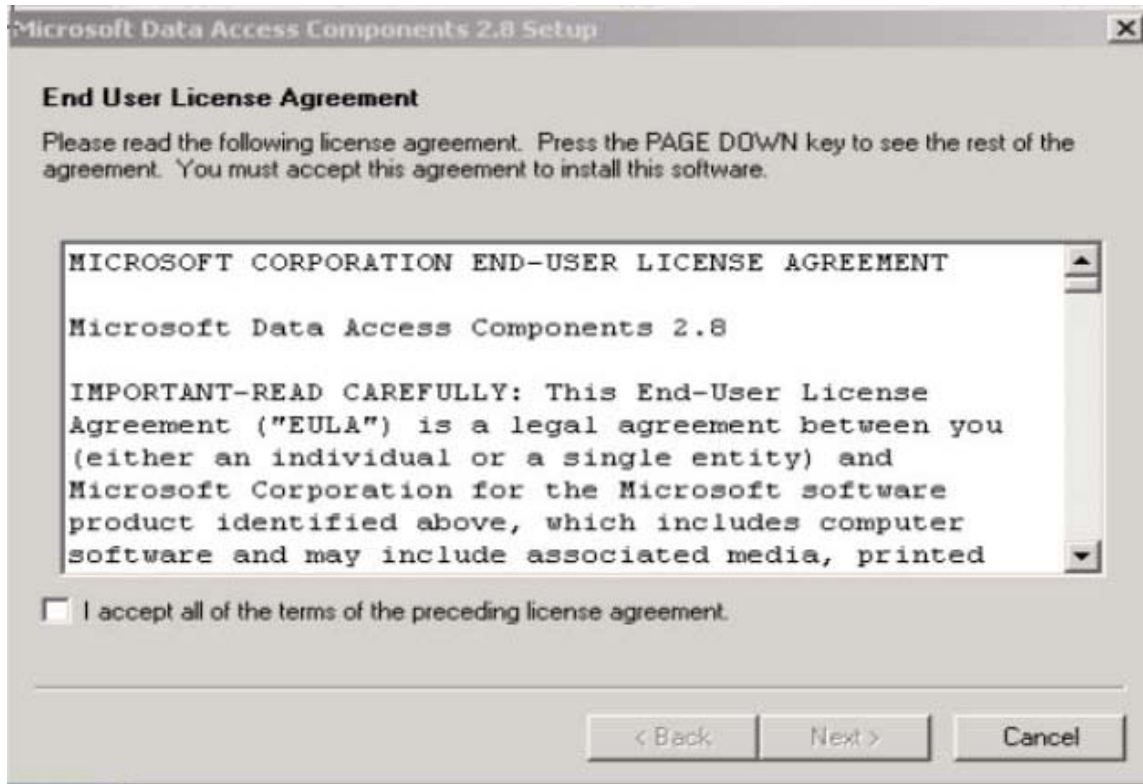 Microsoft Data Access Components 2.8 Setup
End User License Agreement
Please read the following license agreement. Press the PAGE DOWN key to see the rest of the
agreement. You must accept this agreement to install this software.
MICROSOFT CORPORATION END-USER LICENSE AGREEMENT
Microsoft Data Access Components 2.8
IMPORTANT-READ CAREFULLY: This End-User License
Agreement ("EULA") is a legal agreement between you
(either an individual or a single entity) and
Microsoft Corporation for the Microsoft software
product identified above, which includes computer
software and may include associated media, printed
I accept all of the terms of the preceding license agreement.
< Back
Next >
Cancel